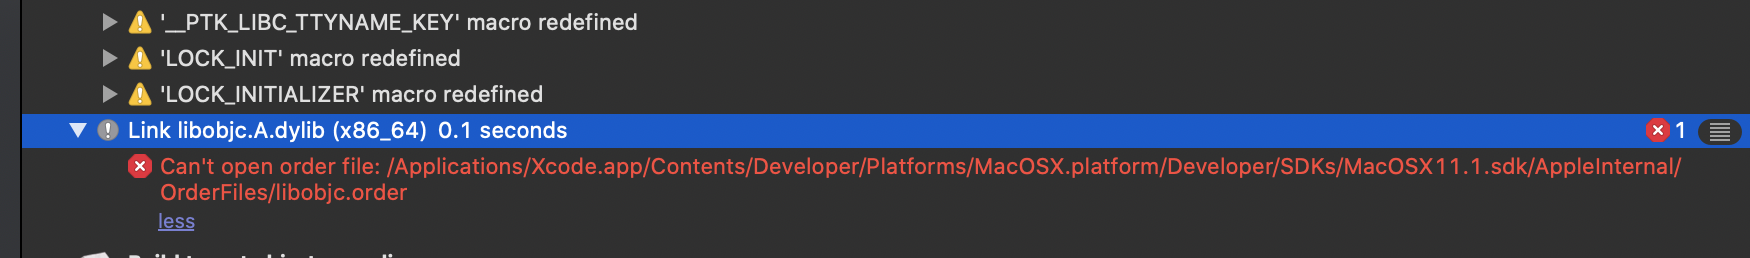 '__PTK_LIBC_TTYNAME_KEY' macro redefined
'LOCK_INIT' macro redefined
'LOCK_INITIALIZER' macro redefined
Link libobjc.A.dylib (x86_64) 0.1 seconds 1
Can't open order file: /Applications/Xcode.app/Contents/Developer/Platforms/MacOSX.platform/Developer/SDKs/MacOSX11.1.sdk/AppleInternal/
OrderFiles/libobjc.order
less